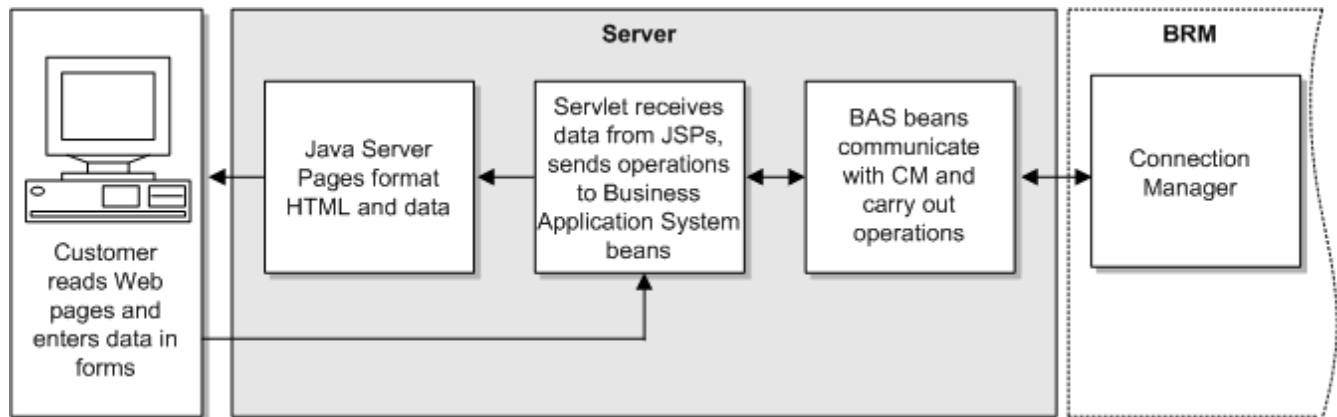 Customer
reads Web
pages and
enters data in
forms
Server
Java Server
Pages format
HTML and data
Servlet receives
data from JSPs,
sends operations
to Business
Application System
beans
BAS beans
communicate
with CM and
carry out
operations
BRM
Connection
Manager